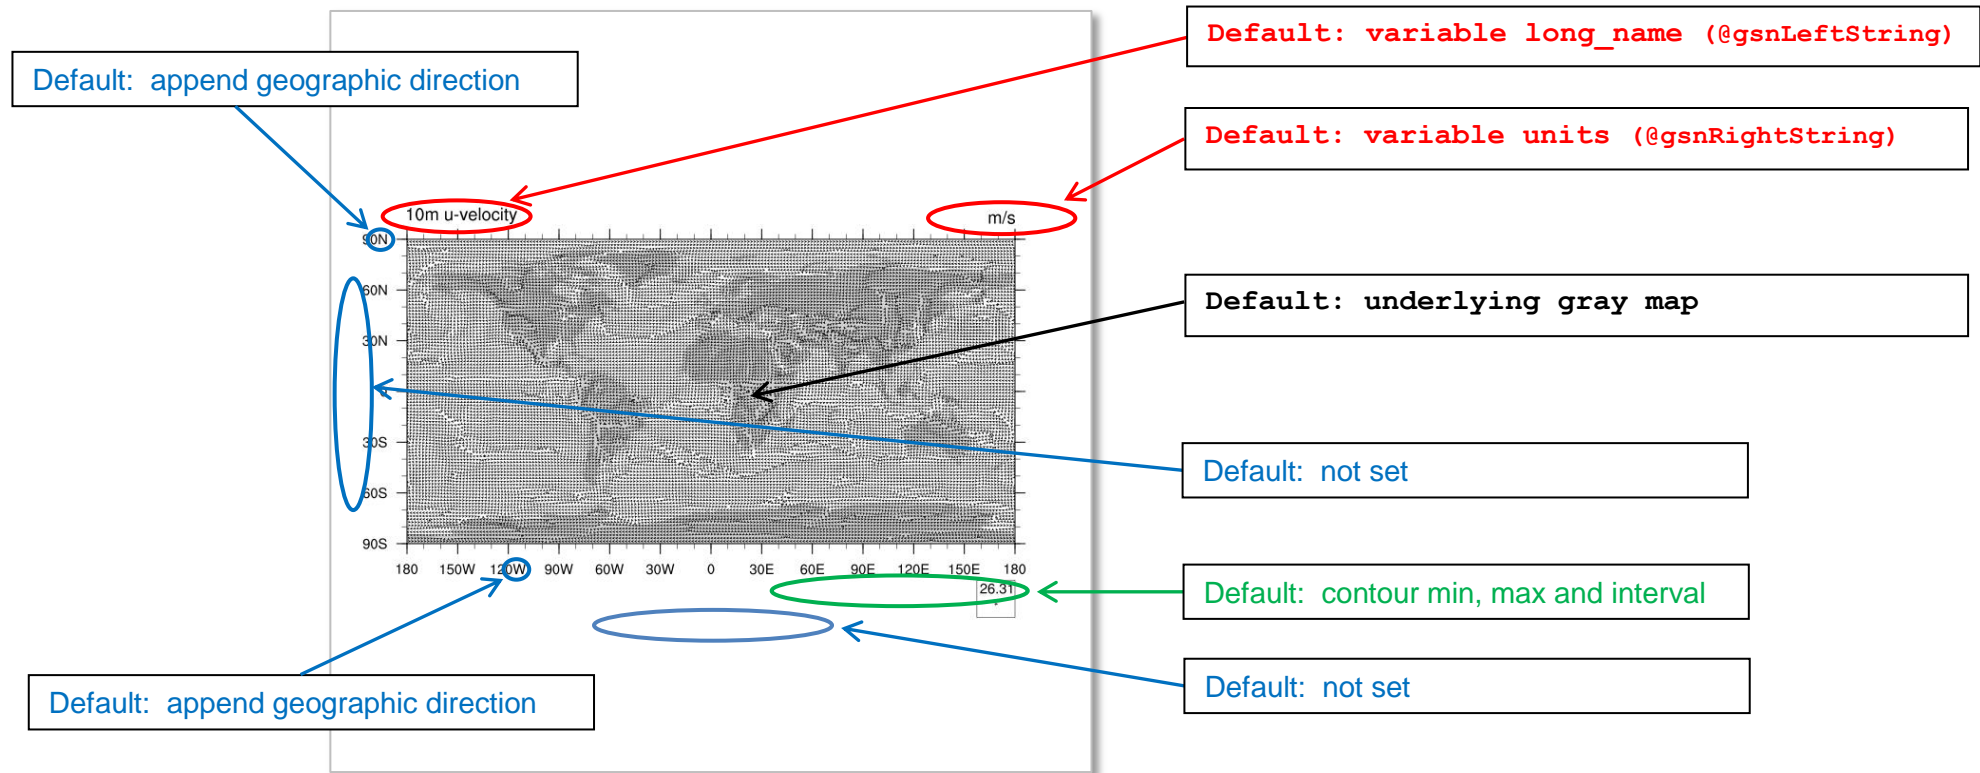 Default: variable long_name (@gsnLeftString)
Default: append geographic direction
Default: variable units (@gsnRightString)
10m u-velocity
m/s
90N
60N
Default: underlying gray map
30N
0
30S
Default: not set
60S
90S
180 150W 120W 90W 60W 30W 0 30E 60E 90E 120E 150E 180
26.31
Default: contour min, max and interval
Default: not set
Default: append geographic direction